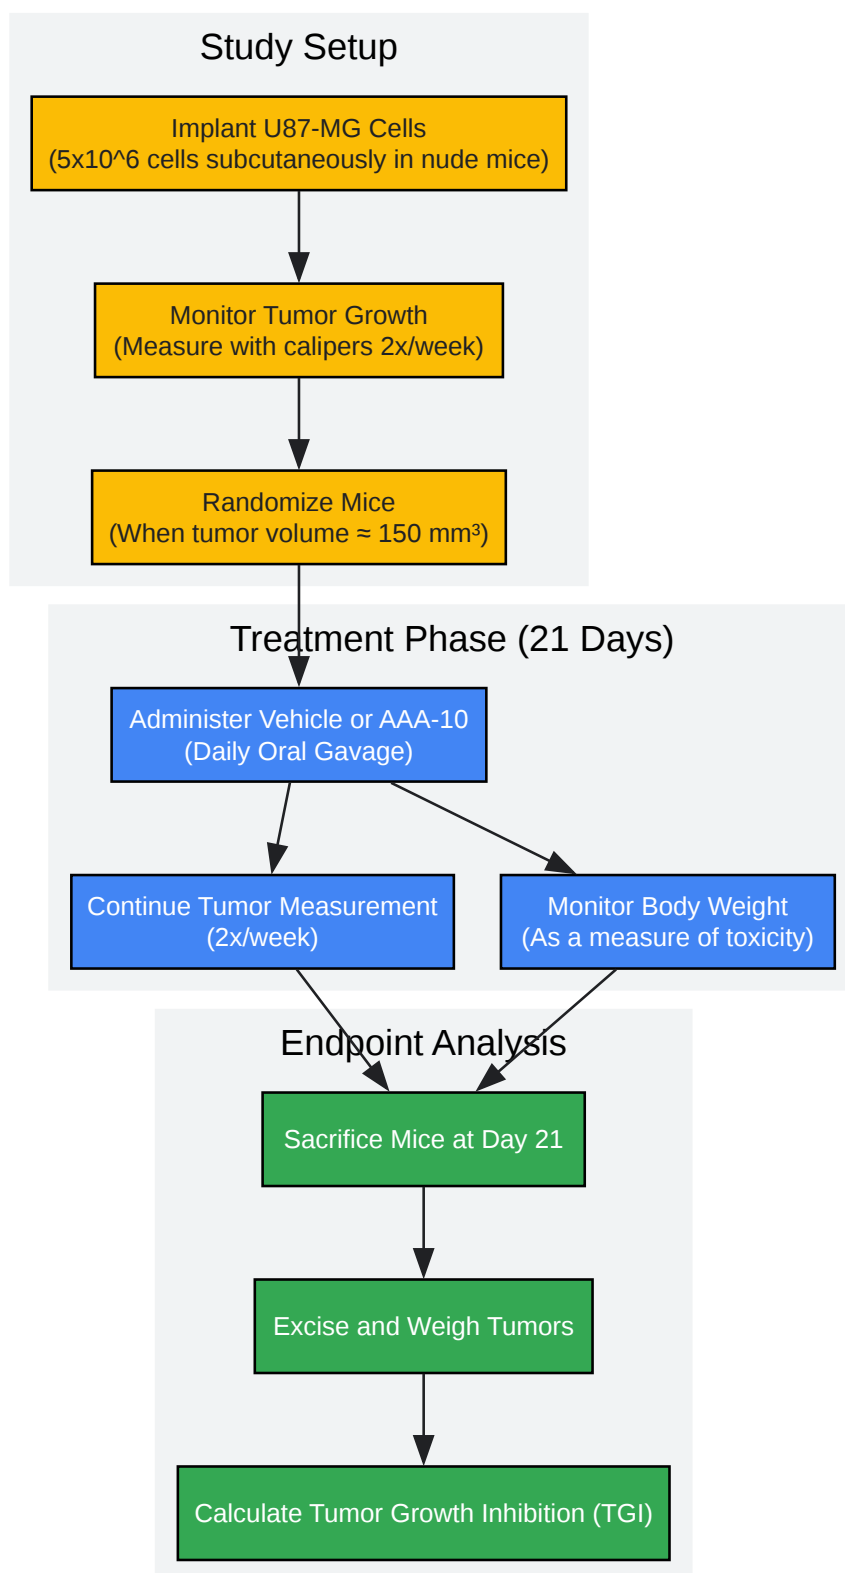 Study Setup
Implant U87-MG Cells
(5x10^6 cells subcutaneously in nude mice)
Monitor Tumor Growth
(Measure with calipers 2x/week)
Randomize Mice
(When tumor volume ≈ 150 mm³)
Treatment Phase (21 Days)
Administer Vehicle or AAA-10
(Daily Oral Gavage)
Continue Tumor Measurement
(2x/week)
Monitor Body Weight
(As a measure of toxicity)
Endpoint Analysis
Sacrifice Mice at Day 21
Excise and Weigh Tumors
Calculate Tumor Growth Inhibition (TGI)